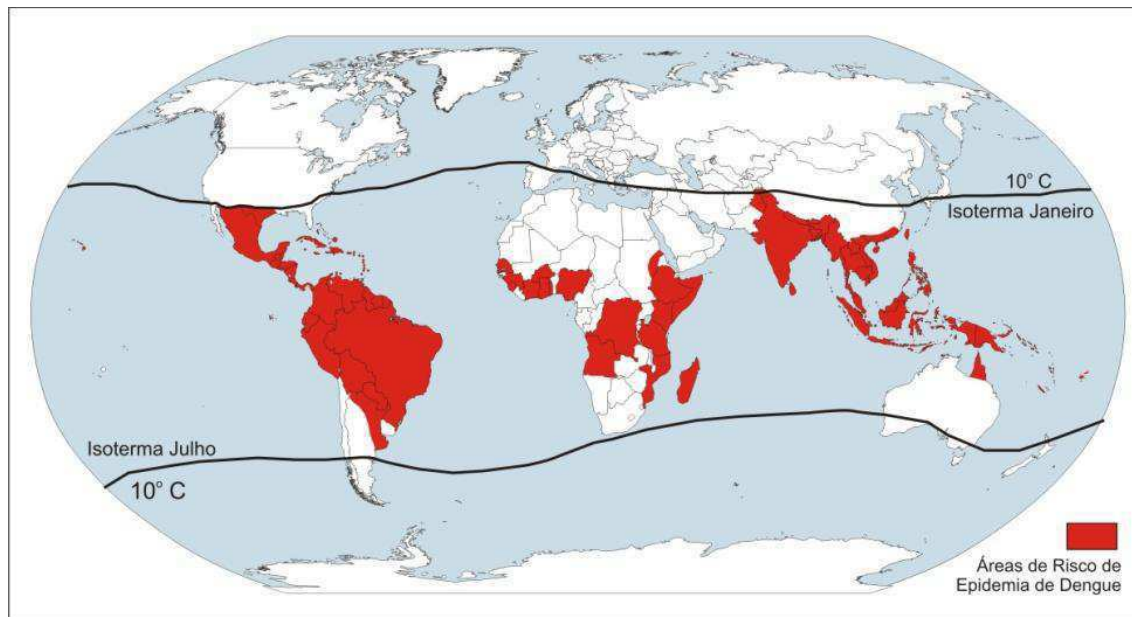 10° C
Isoterma Janeiro
Isoterma Julho
10° C
Áreas de Risco de
Epidemia de Dengue